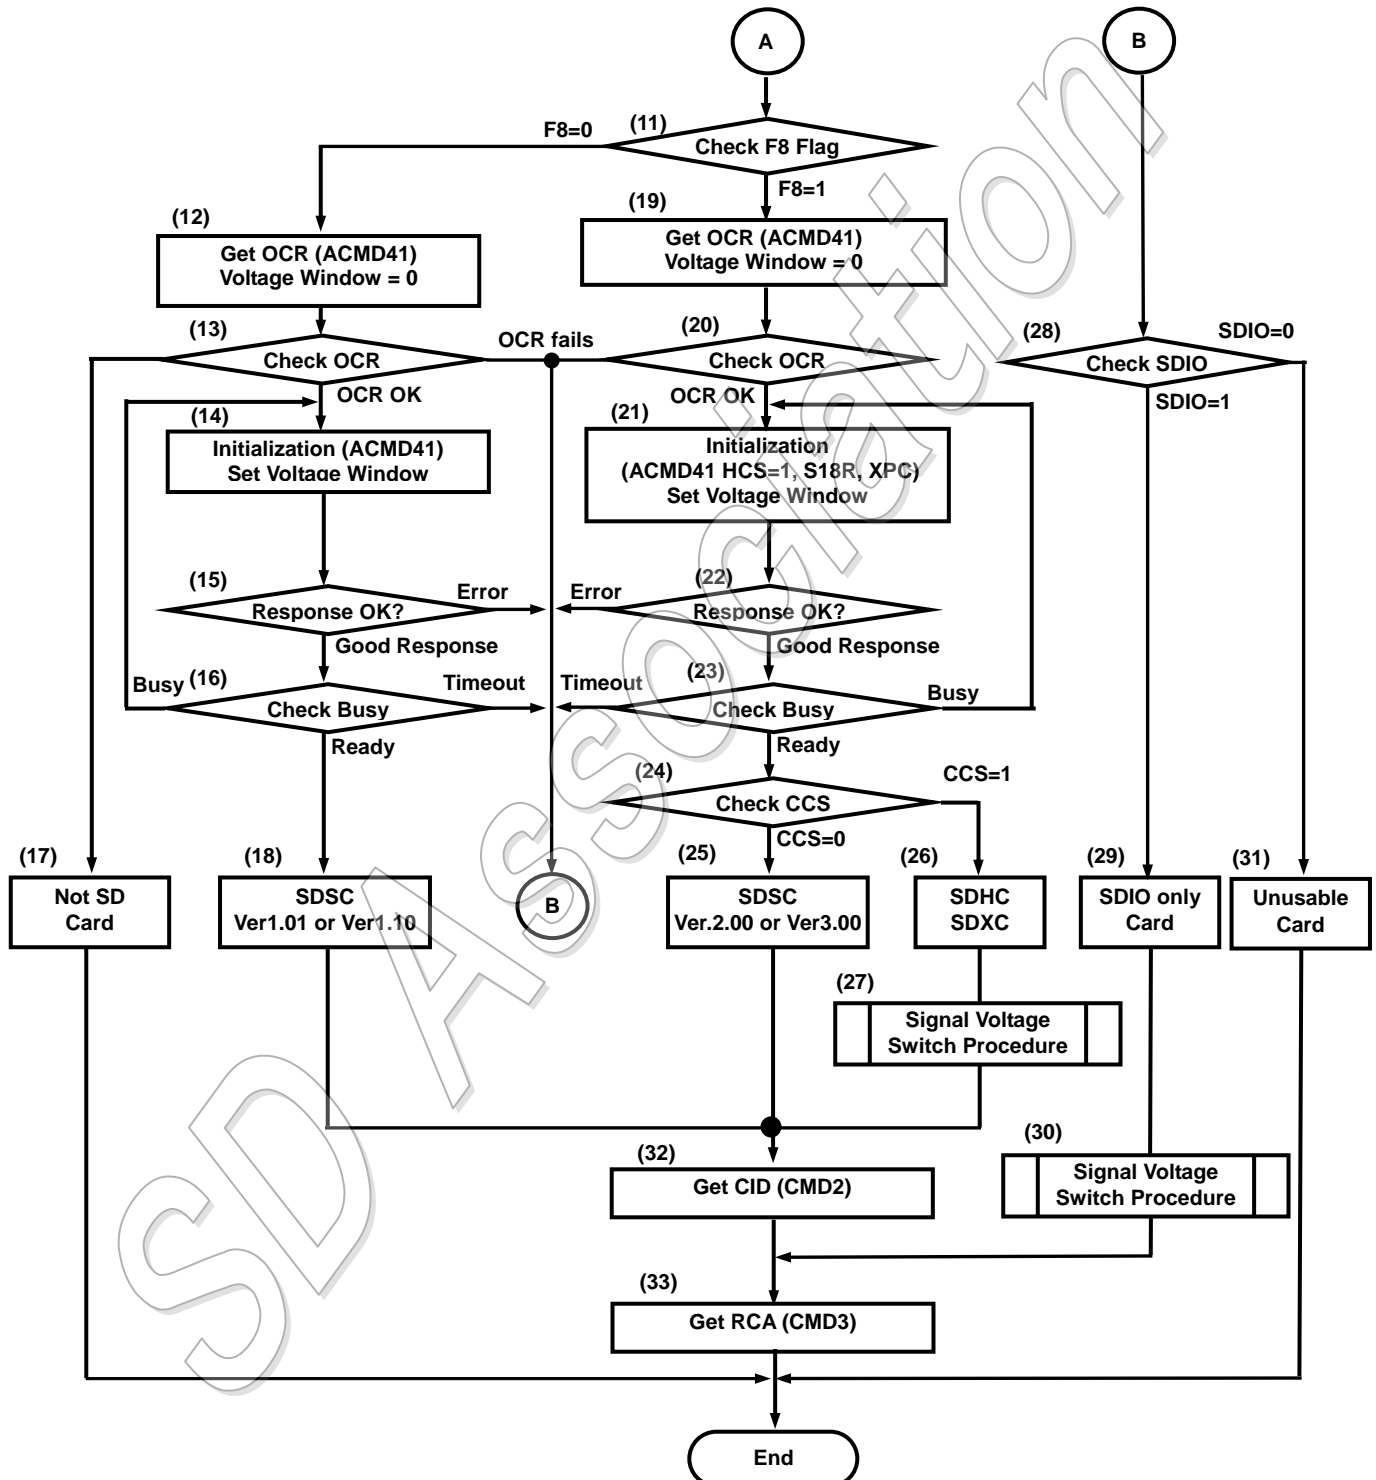 A
B
F8=0
(11)
Check F8 Flag
F8=1
(12)
(19)
Get OCR (ACMD41)
Voltage Window = 0
Get OCR (ACMD41)
Voltage Window = 0
(13)
OCR fails
(20)
(28)
SDIO=0
Check OCR
Check OCR
Check SDIO
OCR OK
OCR OK
SDIO=1
(14)
(21)
Initialization (ACMD41)
Set Voltage Window
Initialization
(ACMD41 HCS=1, S18R, XPC)
Set Voltage Window
(15)
Error
Error
(22)
Response OK?
Response OK?
Good Response
Good Response
Busy
(16)
Timeout
Timeout
(23)
Busy
Check Busy
Check Busy
Ready
Ready
(24)
CCS=1
Check CCS
CCS=0
(17)
(18)
(25)
(26)
(29)
(31)
Not SD
Card
SDSC
Ver1.01 or Ver1.10
B
SDSC
Ver.2.00 or Ver3.00
SDHC
SDXC
SDIO only
Card
Unusable
Card
(27)
Signal Voltage
Switch Procedure
(30)
Signal Voltage
Switch Procedure
(32)
Get CID (CMD2)
(33)
Get RCA (CMD3)
End
SD Association